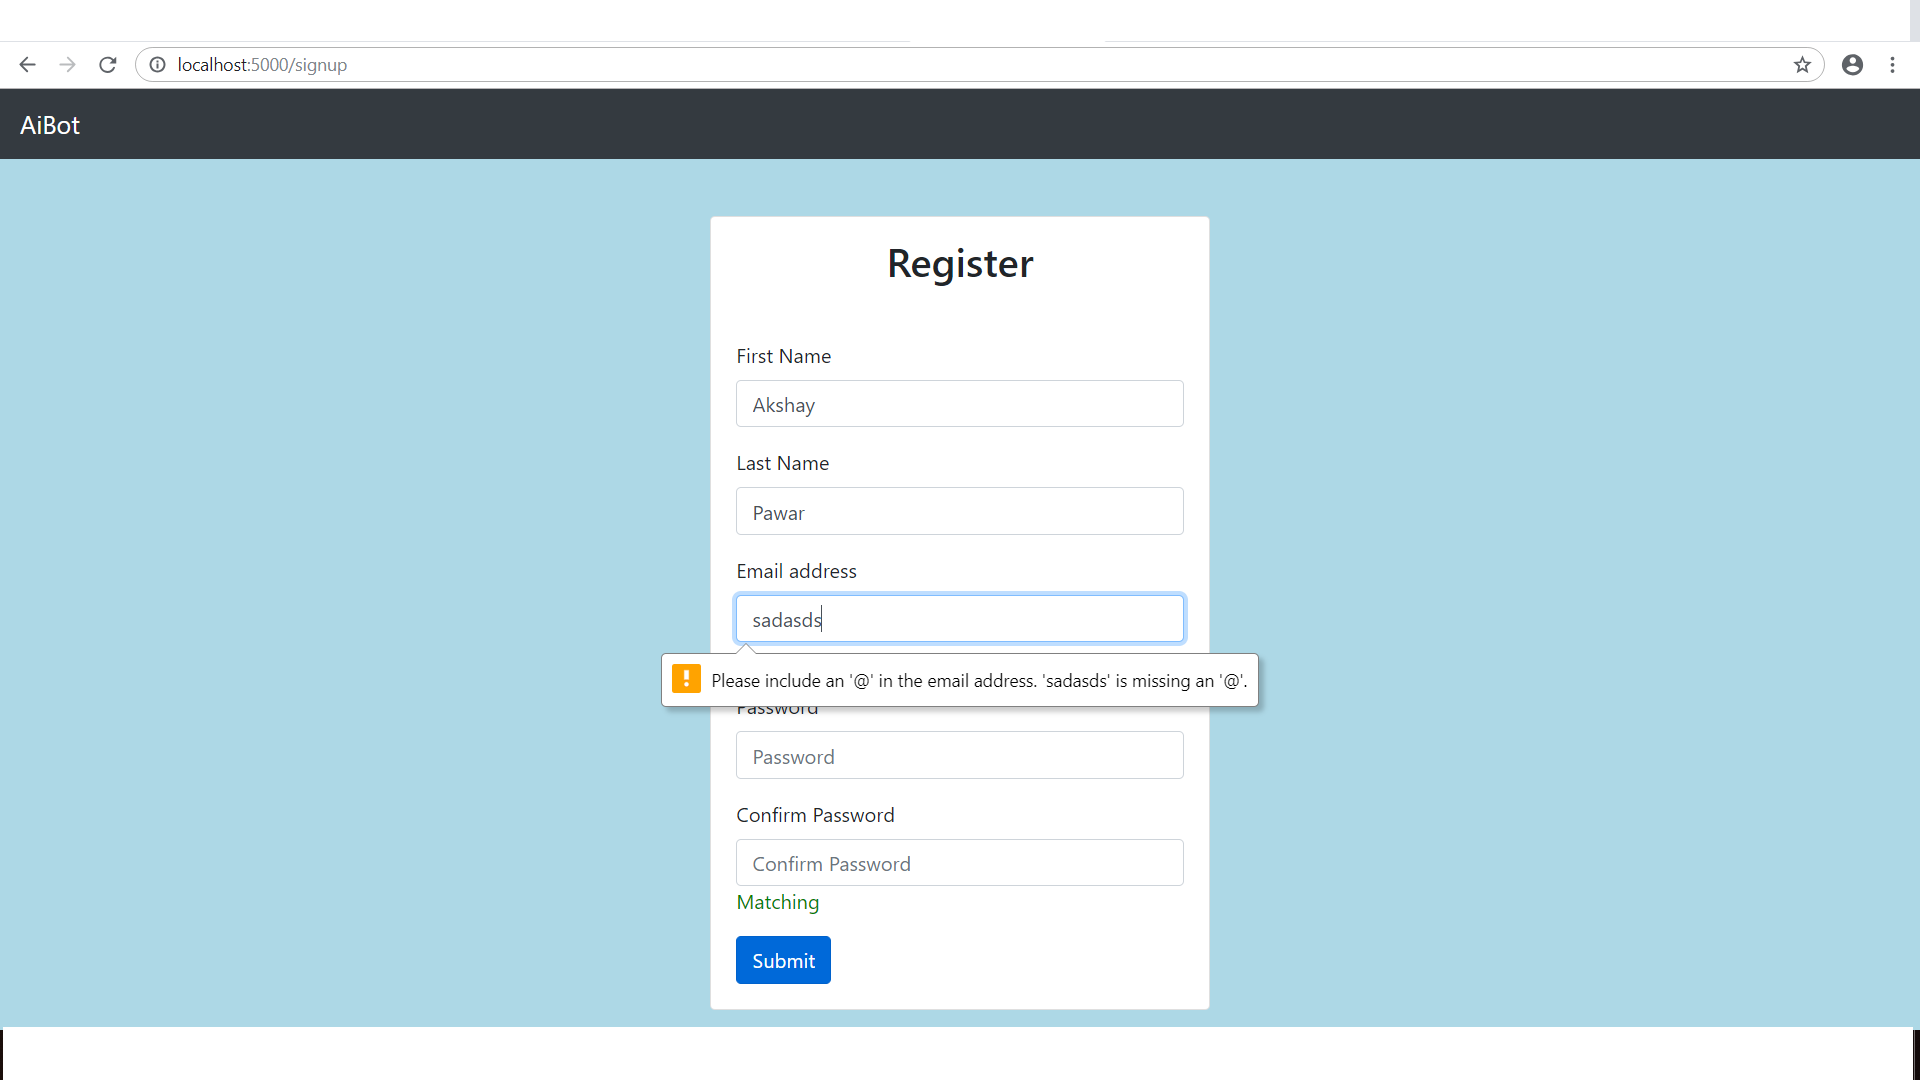 localhost:5000/signup
AiBot
Register
First Name
Akshay
Last Name
Pawar
Email address
sadasds
Please include an '@' in the email address. 'sadasds' is missing an '@'.
Password
Password
Confirm Password
Confirm Password
Matching
Submit